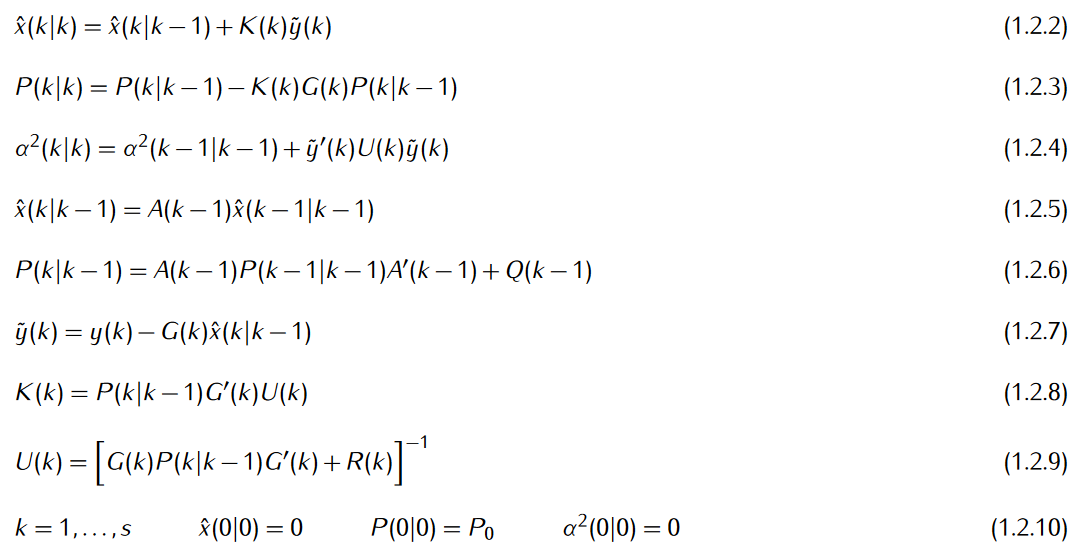 x̂(k|k) = x̂(k|k − 1) + K(k)ỹ(k) (1.2.2)
P(k|k) = P(k|k − 1) − K(k)G(k)P(k|k − 1) (1.2.3)
α²(k|k) = α²(k − 1|k − 1) + ỹ′(k)U(k)ỹ(k) (1.2.4)
x̂(k|k − 1) = A(k − 1)x̂(k − 1|k − 1) (1.2.5)
P(k|k − 1) = A(k − 1)P(k − 1|k − 1)A′(k − 1) + Q(k − 1) (1.2.6)
ỹ(k) = y(k) − G(k)x̂(k|k − 1) (1.2.7)
K(k) = P(k|k − 1)G′(k)U(k) (1.2.8)
U(k) = [G(k)P(k|k − 1)G′(k) + R(k)]⁻¹ (1.2.9)
k = 1,…,s x̂(0|0) = 0 P(0|0) = P₀ α²(0|0) = 0 (1.2.10)